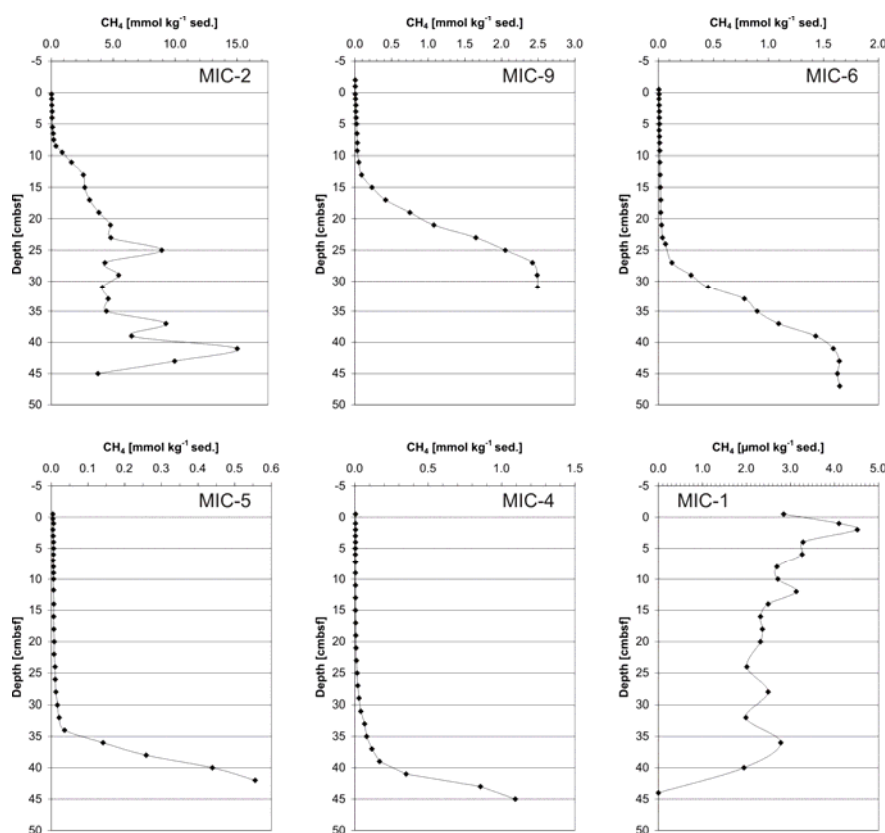 CH₄ [mmol kg⁻¹ sed.] CH₄ [mmol kg⁻¹ sed.] CH₄ [mmol kg⁻¹ sed.]
0.0 5.0 10.0 15.0 0.0 0.5 1.0 1.5 2.0 2.5 3.0 0.0 0.5 1.0 1.5 2.0
-5 -5 -5
MIC-2 MIC-9 MIC-6
0 0 0
5 5 5
10 10 10
15 15 15
20 20 20
25 25 25
30 30 30
35 35 35
40 40 40
45 45 45
50 50 50
Depth [cmbsf] Depth [cmbsf] Depth [cmbsf]
CH₄ [mmol kg⁻¹ sed.] CH₄ [mmol kg⁻¹ sed.] CH₄ [µmol kg⁻¹ sed.]
0.0 0.1 0.2 0.3 0.4 0.5 0.6 0.0 0.5 1.0 1.5 0.0 1.0 2.0 3.0 4.0 5.0
-5 -5 -5
MIC-5 MIC-4 MIC-1
0 0 0
5 5 5
10 10 10
15 15 15
20 20 20
25 25 25
30 30 30
35 35 35
40 40 40
45 45 45
50 50 50
Depth [cmbsf] Depth [cmbsf] Depth [cmbsf]